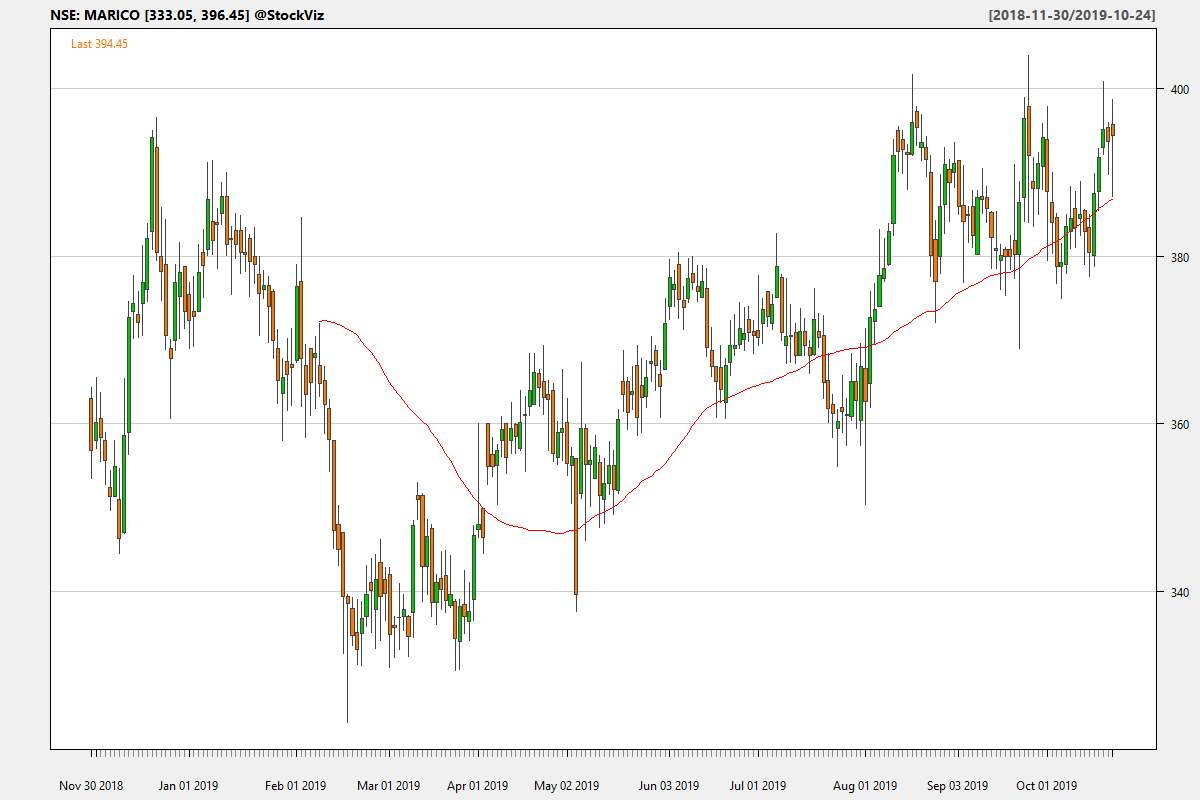 NSE: MARICO [333.05, 396.45] @StockViz
[2018-11-30/2019-10-24]
Last 394.45
400
380
360
340
Nov 30 2018
Jan 01 2019
Feb 01 2019
Mar 01 2019
Apr 01 2019
May 02 2019
Jun 03 2019
Jul 01 2019
Aug 01 2019
Sep 03 2019
Oct 01 2019